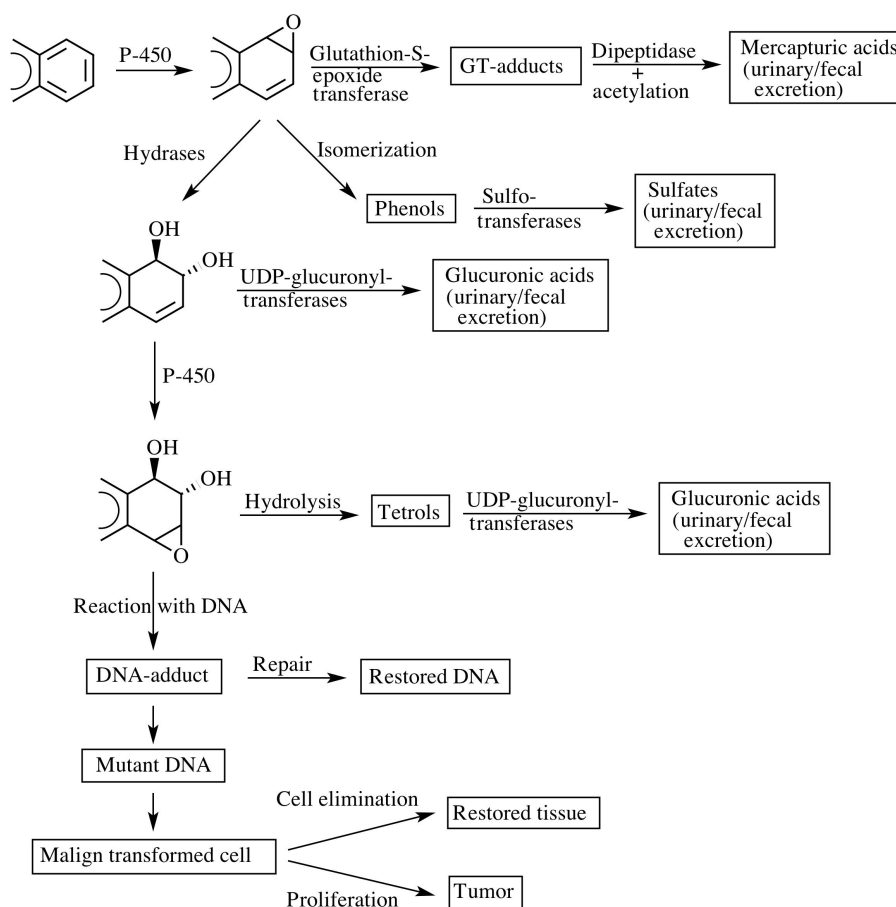 O
P-450
Glutathion-S-
epoxide
transferase
GT-adducts
Dipeptidase
+
acetylation
Mercapturic acids
(urinary/fecal
excretion)
Hydrases
Isomerization
Phenols
Sulfo-
transferases
Sulfates
(urinary/fecal
excretion)
OH
OH
UDP-glucuronyl-
transferases
Glucuronic acids
(urinary/fecal
excretion)
P-450
OH
OH
O
Hydrolysis
Tetrols
UDP-glucuronyl-
transferases
Glucuronic acids
(urinary/fecal
excretion)
Reaction with DNA
DNA-adduct
Repair
Restored DNA
Mutant DNA
Cell elimination
Restored tissue
Malign transformed cell
Proliferation
Tumor